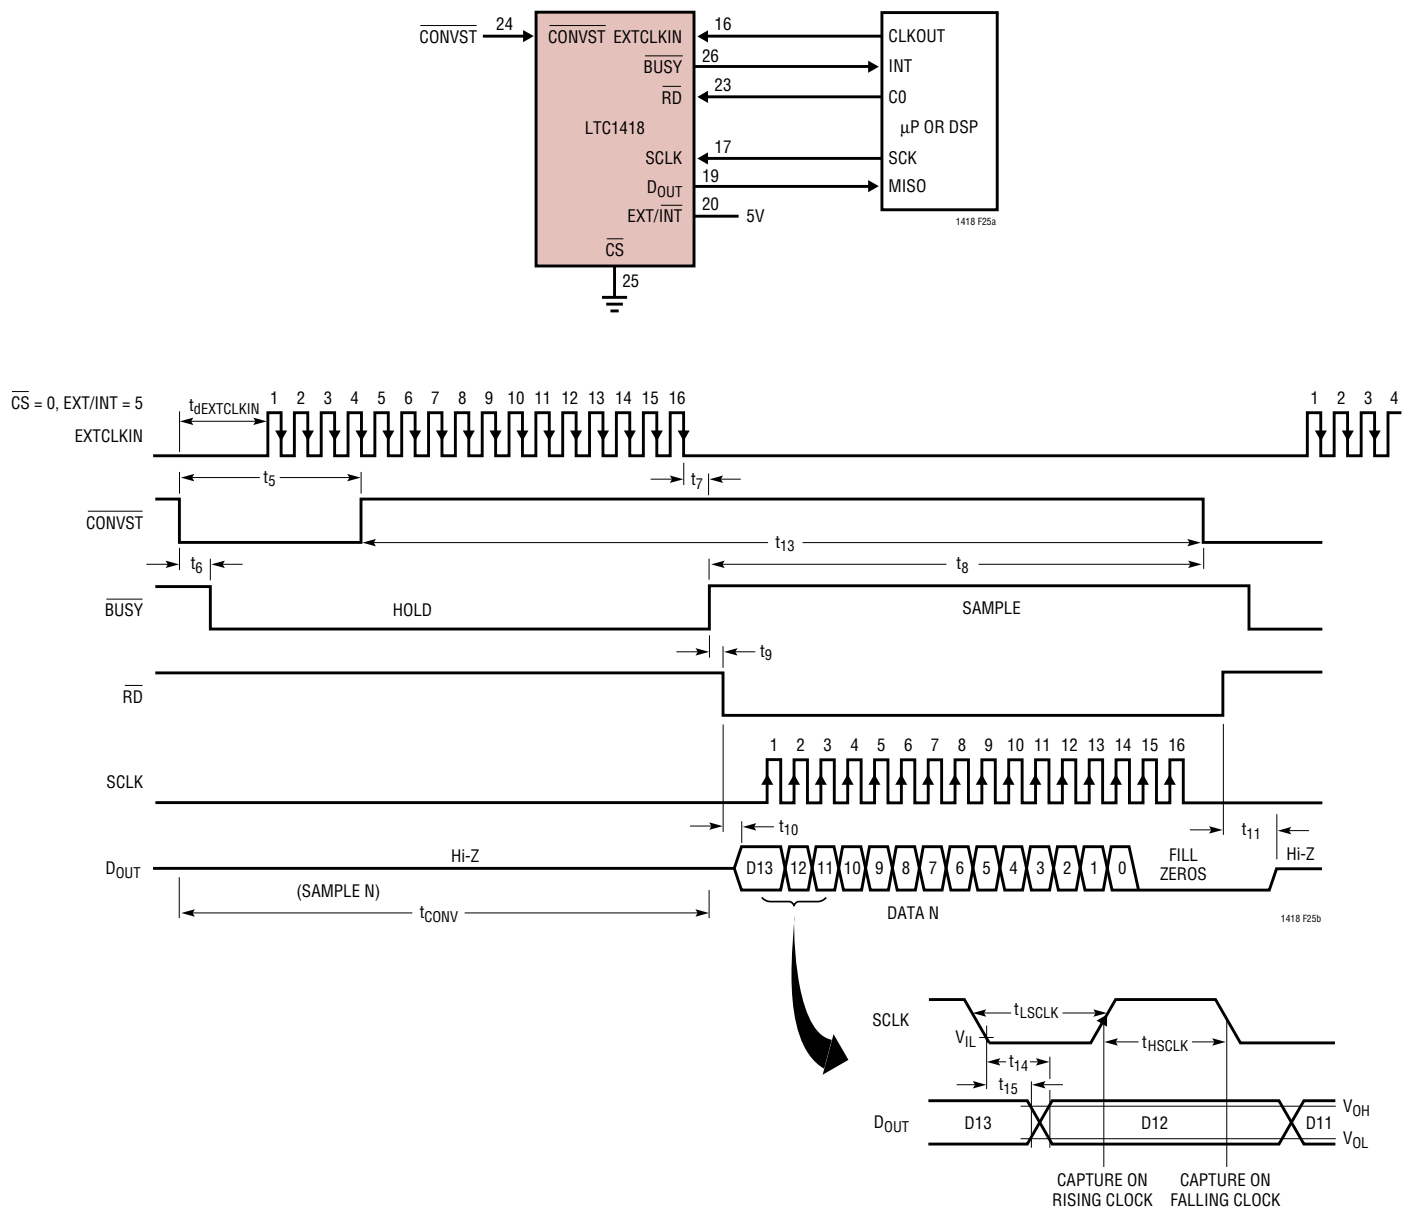 CONVST 24 CONVST EXTCLKIN 16 CLKOUT
BUSY 26 INT
RD 23 C0
LTC1418 µP OR DSP
SCLK 17 SCK
DOUT 19 MISO
EXT/INT 20 5V
1418 F25a
CS
25
CS = 0, EXT/INT = 5
tdEXTCLKIN
1 2 3 4 5 6 7 8 9 10 11 12 13 14 15 16 1 2 3 4
EXTCLKIN
t5
t7
CONVST
t13
t6
t8
BUSY HOLD SAMPLE
t9
RD
1 2 3 4 5 6 7 8 9 10 11 12 13 14 15 16
SCLK
t10
t11
DOUT Hi-Z D13 12 11 10 9 8 7 6 5 4 3 2 1 0 FILL ZEROS Hi-Z
(SAMPLE N)
tCONV
DATA N
1418 F25b
SCLK
tLSCLK
VIL
tHSCLK
t14
t15
VOH
DOUT D13 D12 D11
VOL
CAPTURE ON RISING CLOCK
CAPTURE ON FALLING CLOCK